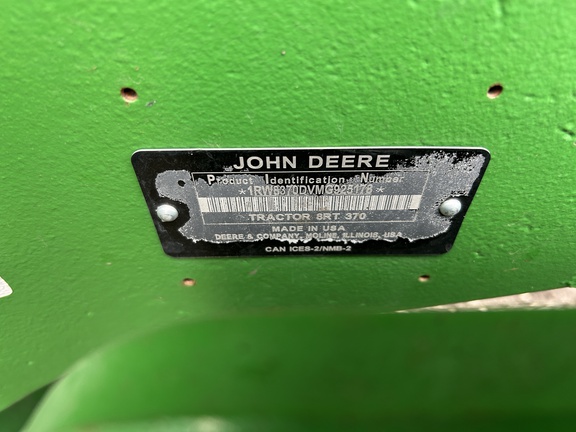 JOHN DEERE
Product Identification Number
*1RW8370DVMG925178*
TRACTOR 8RT 370
MADE IN USA
DEERE & COMPANY, MOLINE, ILLINOIS, USA
CAN ICES-2/NMB-2